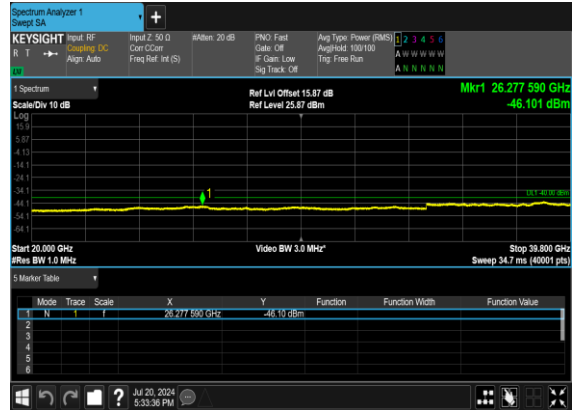 Spectrum Analyzer 1
Swept SA
+
KEYSIGHT Input: RF Input Z: 50 Ω #Atten: 20 dB PNO: Fast Avg Type: Power (RMS) 1 2 3 4 5 6
R T Coupling: DC Corr CCorr Gate: Off Avg|Hold: 100/100 A W W W W W
Align: Auto Freq Ref: Int (S) IF Gain: Low Trig: Free Run A N N N N N
Sig Track: Off
1 Spectrum Ref Lvl Offset 15.87 dB Mkr1 26.277 590 GHz
Scale/Div 10 dB Ref Level 25.87 dBm -46.101 dBm
Log
15.9
5.87
-4.13
-14.1
-24.1
-34.1 1 DL1 -40.00 dBm
-44.1
-54.1
-64.1
Start 20.000 GHz Video BW 3.0 MHz* Stop 39.800 GHz
#Res BW 1.0 MHz Sweep 34.7 ms (40001 pts)
5 Marker Table
Mode Trace Scale X Y Function Function Width Function Value
1 N 1 f 26.277 590 GHz -46.10 dBm
2
3
4
5
6
? Jul 20, 2024
5:33:36 PM